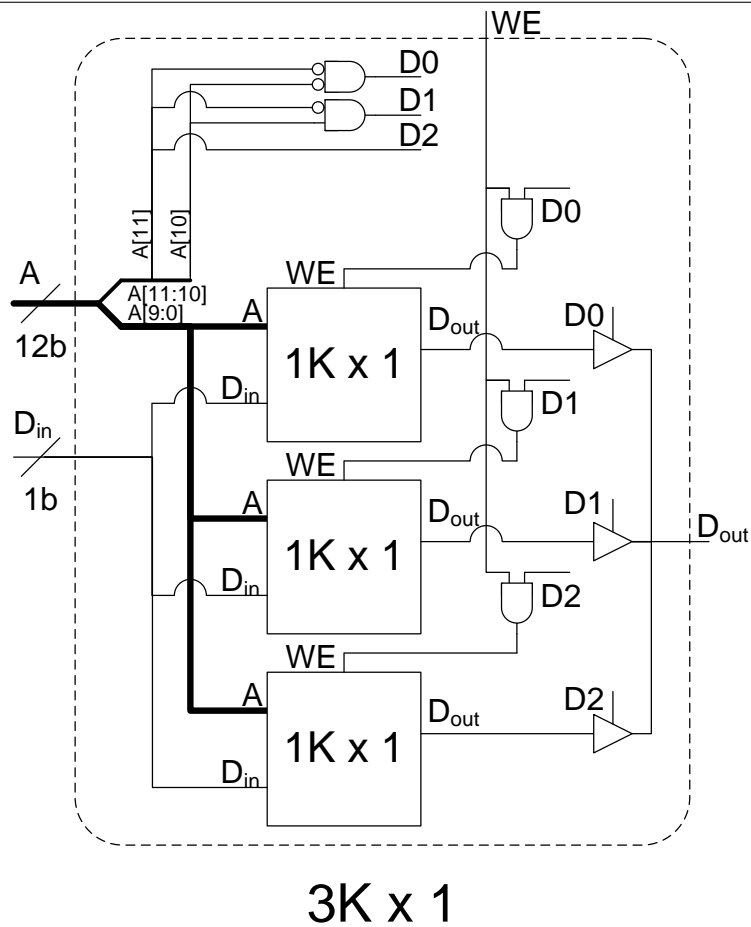 WE
D0
D1
D2
A[11]
A[10]
D0
A
WE
A[11:10]
A[9:0]
A
12b
1K x 1
Dout
D0
Din
D1
Din
WE
1b
A
1K x 1
Dout
D1
Dout
Din
D2
WE
A
1K x 1
Dout
D2
Din
3K x 1